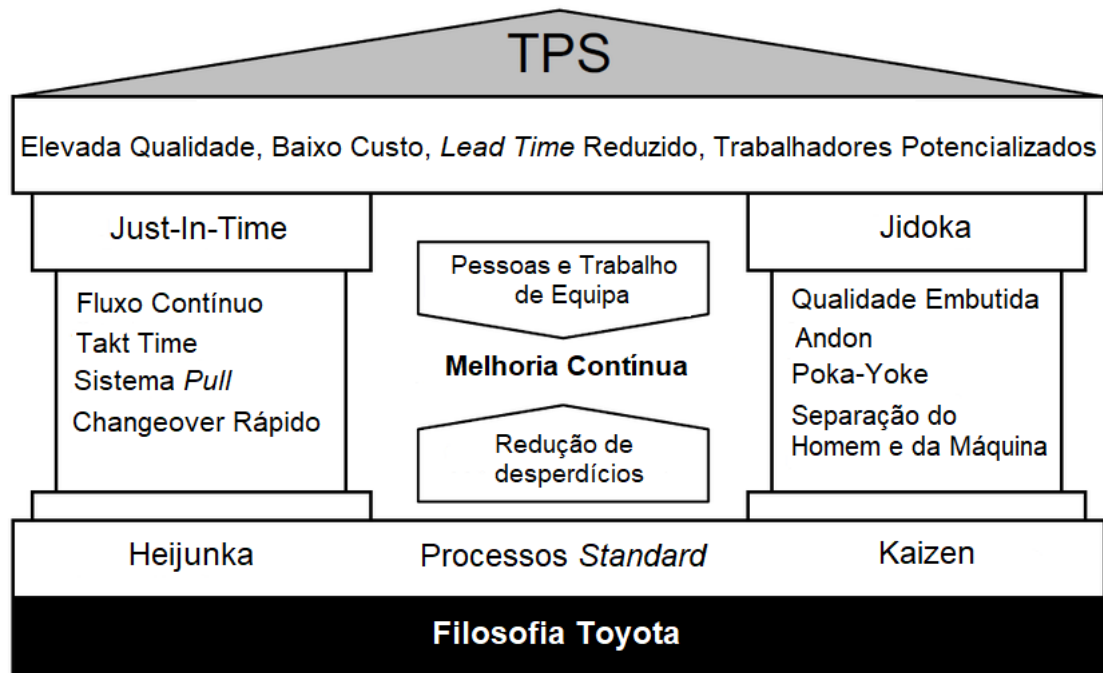 TPS
Elevada Qualidade, Baixo Custo, Lead Time Reduzido, Trabalhadores Potencializados
Just-In-Time
Fluxo Contínuo
Takt Time
Sistema Pull
Changeover Rápido
Pessoas e Trabalho
de Equipa
Melhoria Contínua
Redução de
desperdícios
Jidoka
Qualidade Embutida
Andon
Poka-Yoke
Separação do
Homem e da Máquina
Heijunka
Processos Standard
Kaizen
Filosofia Toyota